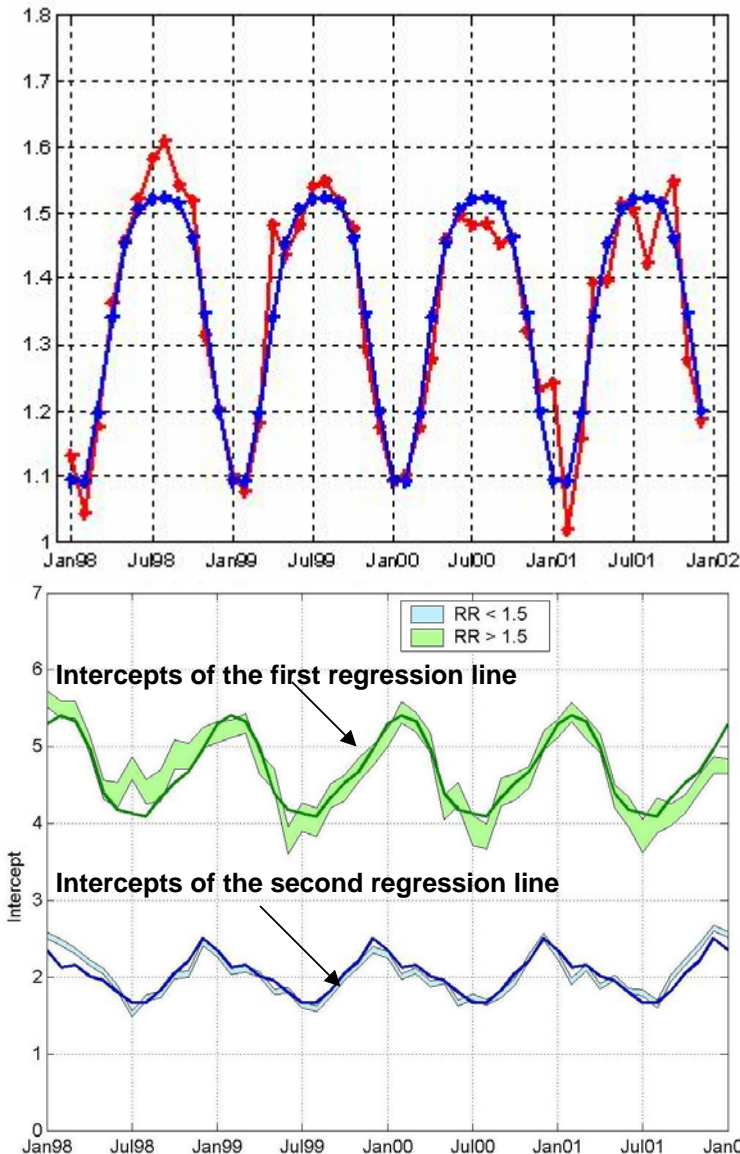 1.8
1.7
1.6
1.5
1.4
1.3
1.2
1.1
1
Jan98 Jul98 Jan99 Jul99 Jan00 Jul00 Jan01 Jul01 Jan02
7
RR < 1.5
RR > 1.5
6
Intercepts of the first regression line
5
4
3
Intercepts of the second regression line
Intercept
2
1
0
Jan98 Jul98 Jan99 Jul99 Jan00 Jul00 Jan01 Jul01 Jan0